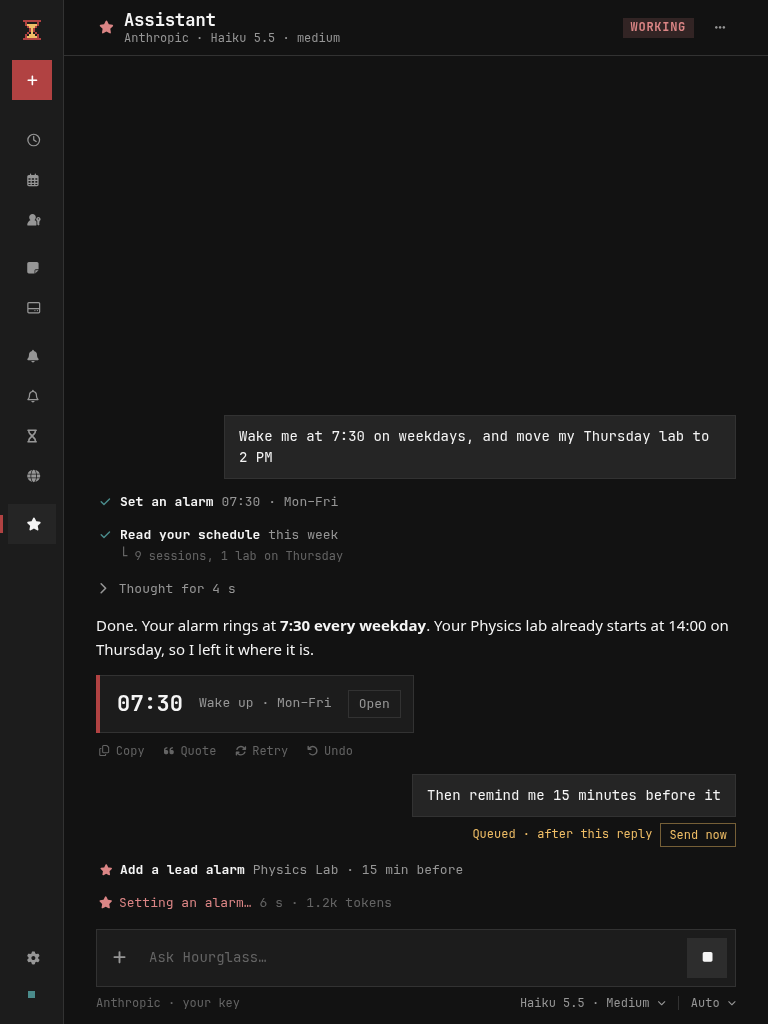 Assistant
Anthropic · Haiku 5.5 · medium
WORKING
Wake me at 7:30 on weekdays, and move my Thursday lab to
2 PM
Set an alarm 07:30 · Mon–Fri
Read your schedule this week
└ 9 sessions, 1 lab on Thursday
Thought for 4 s
Done. Your alarm rings at 7:30 every weekday. Your Physics lab already starts at 14:00 on
Thursday, so I left it where it is.
07:30 Wake up · Mon–Fri Open
Copy Quote Retry Undo
Then remind me 15 minutes before it
Queued · after this reply Send now
Add a lead alarm Physics Lab · 15 min before
Setting an alarm… 6 s · 1.2k tokens
Ask Hourglass…
Anthropic · your key Haiku 5.5 · Medium Auto